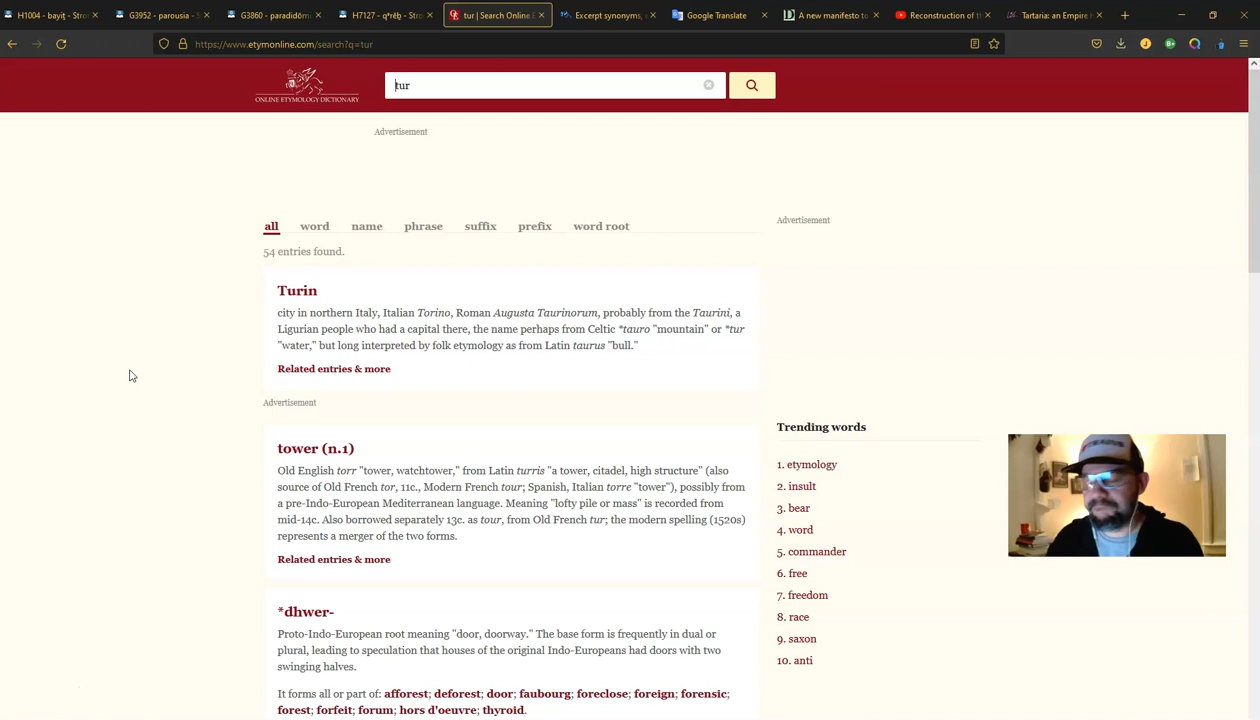 H1004 - bayiṯ - Stro
G3952 - parousia - St
G3860 - paradidōm
H7127 - q°rēḇ - Stro
tur | Search Online E
Excerpt synonyms,
Google Translate
A new manifesto to
Reconstruction of th
Tartaria: an Empire H
https://www.etymonline.com/search?q=tur
ONLINE ETYMOLOGY DICTIONARY
tur
Advertisement
all word name phrase suffix prefix word root
Advertisement
54 entries found.
Turin
city in northern Italy, Italian Torino, Roman Augusta Taurinorum, probably from the Taurini, a
Ligurian people who had a capital there, the name perhaps from Celtic *tauro "mountain" or *tur
"water," but long interpreted by folk etymology as from Latin taurus "bull."
Related entries & more
Advertisement
tower (n.1)
Old English torr "tower, watchtower," from Latin turris "a tower, citadel, high structure" (also
source of Old French tor, 11c., Modern French tour; Spanish, Italian torre "tower"), possibly from
a pre-Indo-European Mediterranean language. Meaning "lofty pile or mass" is recorded from
mid-14c. Also borrowed separately 13c. as tour, from Old French tur; the modern spelling (1520s)
represents a merger of the two forms.
Related entries & more
*dhwer-
Proto-Indo-European root meaning "door, doorway." The base form is frequently in dual or
plural, leading to speculation that houses of the original Indo-Europeans had doors with two
swinging halves.
It forms all or part of: afforest; deforest; door; faubourg; foreclose; foreign; forensic;
forest; forfeit; forum; hors d'oeuvre; thyroid.
Trending words
1. etymology
2. insult
3. bear
4. word
5. commander
6. free
7. freedom
8. race
9. saxon
10. anti